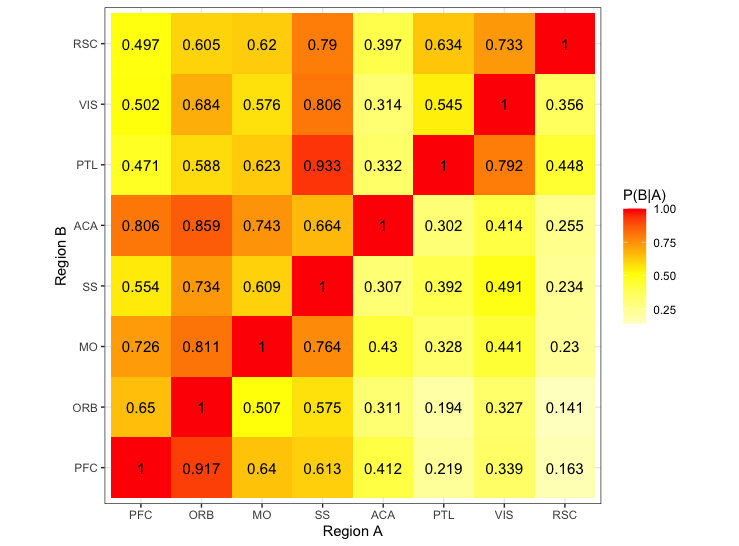 RSC 0.497 0.605 0.62 0.79 0.397 0.634 0.733 1
VIS 0.502 0.684 0.576 0.806 0.314 0.545 1 0.356
PTL 0.471 0.588 0.623 0.933 0.332 1 0.792 0.448
ACA 0.806 0.859 0.743 0.664 1 0.302 0.414 0.255
SS 0.554 0.734 0.609 1 0.307 0.392 0.491 0.234
MO 0.726 0.811 1 0.764 0.43 0.328 0.441 0.23
ORB 0.65 1 0.507 0.575 0.311 0.194 0.327 0.141
PFC 1 0.917 0.64 0.613 0.412 0.219 0.339 0.163
PFC ORB MO SS ACA PTL VIS RSC
Region A
Region B
P(B|A)
1.00
0.75
0.50
0.25